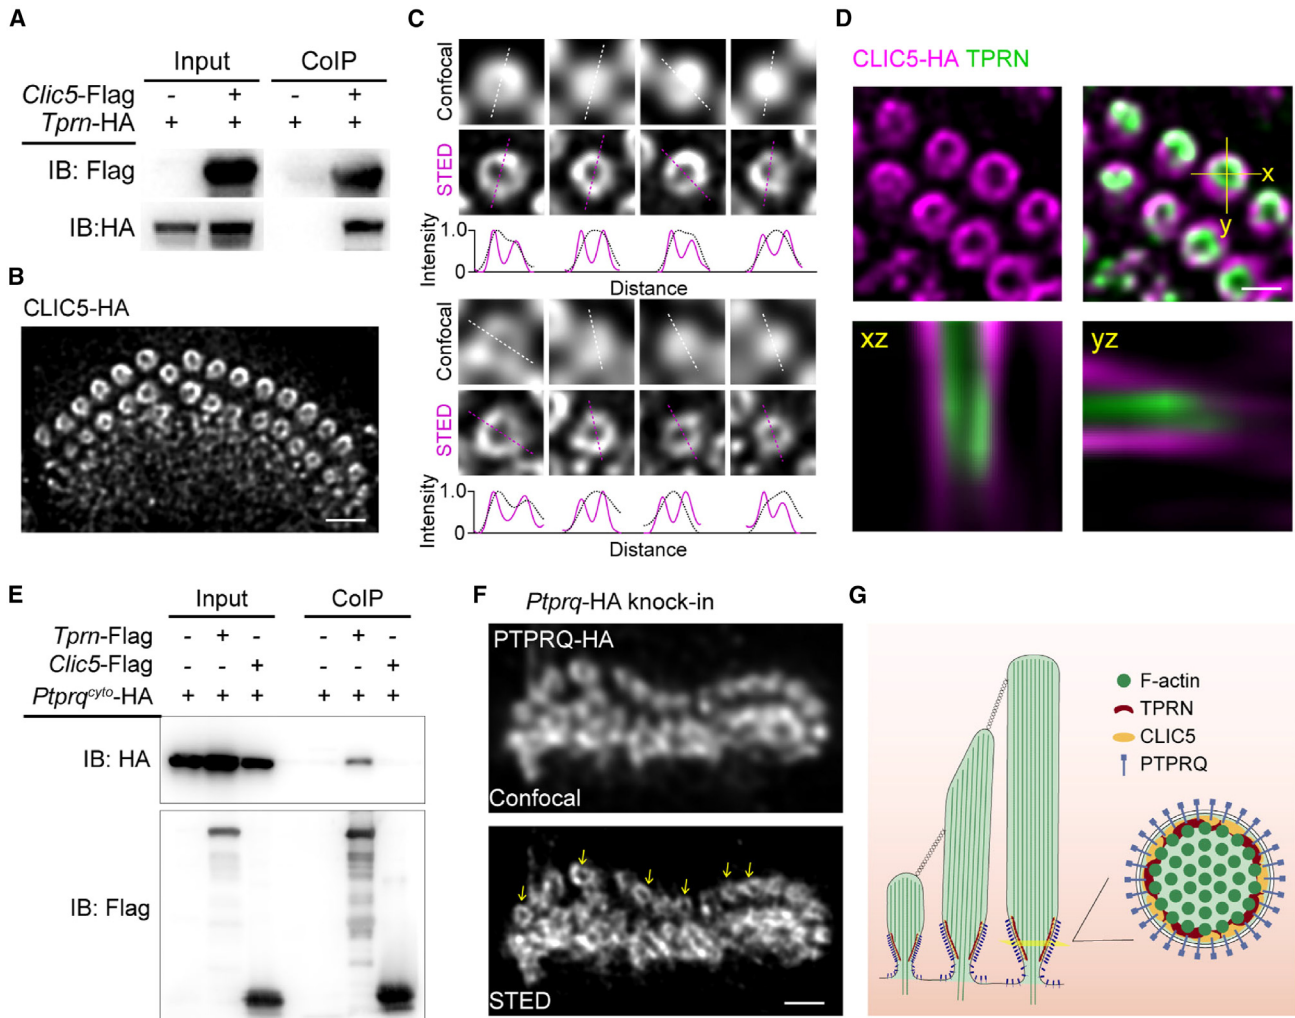 A
Input CoIP
Clic5-Flag - + - +
Tprn-HA + + + +
IB: Flag
IB:HA
B
CLIC5-HA
C
Confocal
STED
Intensity
1.0
0
Distance
Confocal
STED
Intensity
1.0
0
Distance
D
CLIC5-HA TPRN
x
y
xz
yz
E
Input CoIP
Tprn-Flag - + - - + -
Clic5-Flag - - + - - +
Ptprqcyto-HA + + + + + +
IB: HA
IB: Flag
F
Ptprq-HA knock-in
PTPRQ-HA
Confocal
STED
G
F-actin
TPRN
CLIC5
PTPRQ